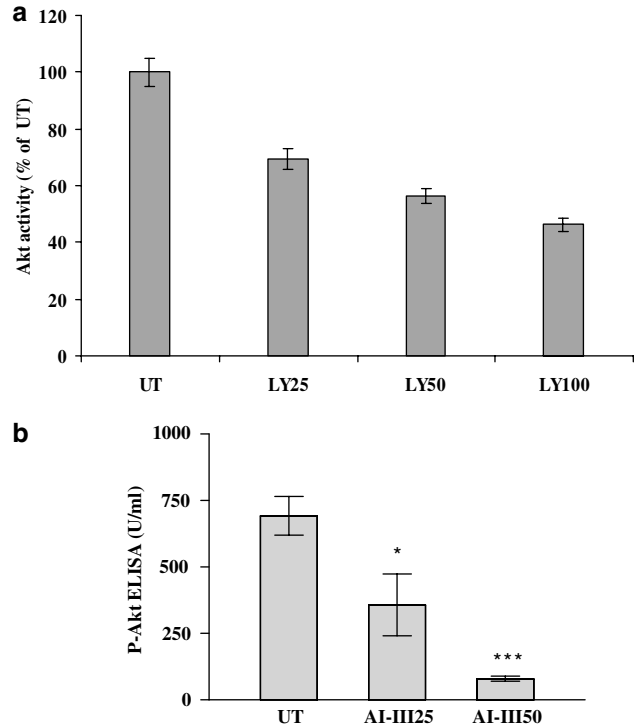 a
Akt activity (% of UT)
120
100
80
60
40
20
0
UT LY25 LY50 LY100
b
P-Akt ELISA (U/ml)
1000
750
500
250
0
*
***
UT AI-III25 AI-III50